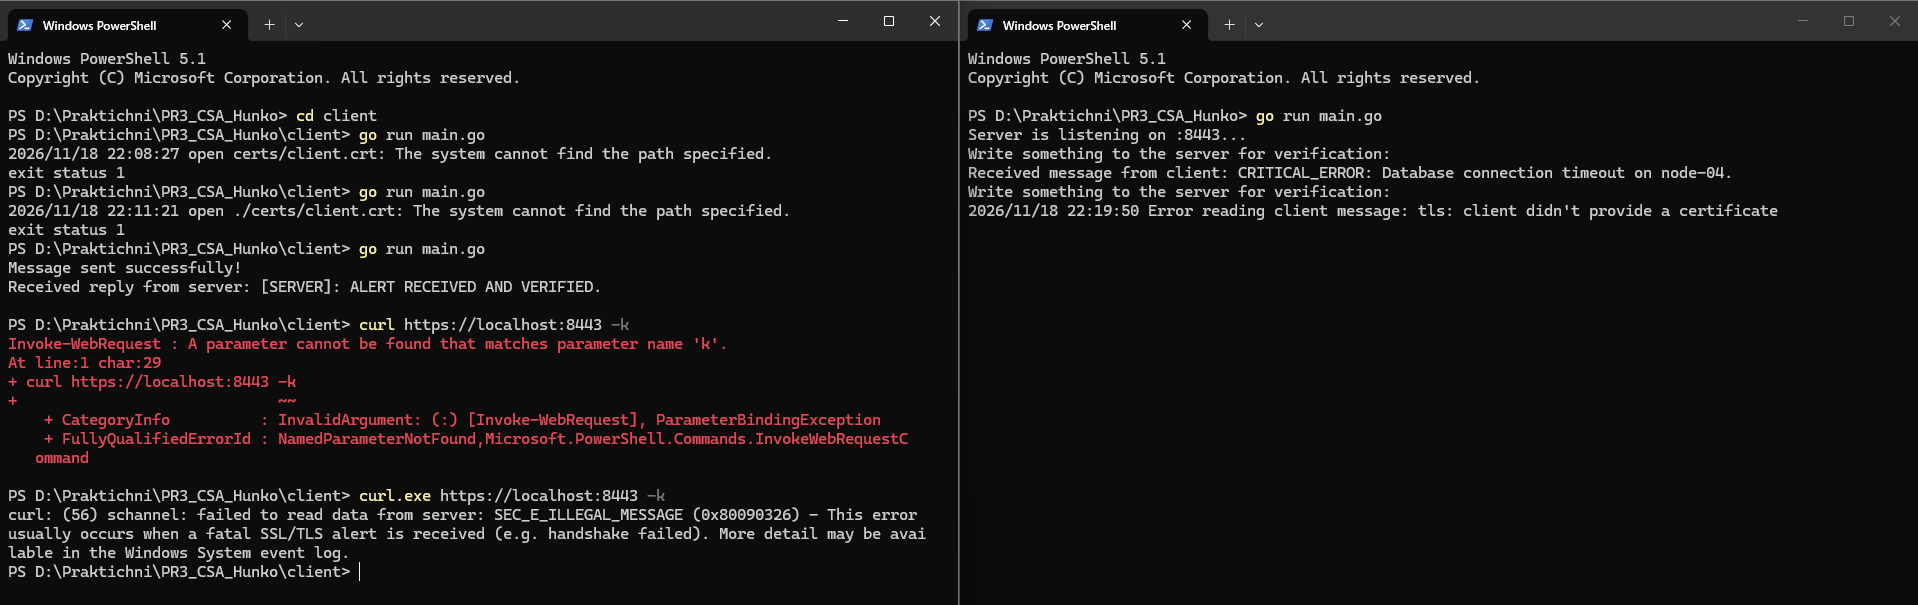 Windows PowerShell
Windows PowerShell 5.1
Copyright (C) Microsoft Corporation. All rights reserved.
PS D:\Praktichni\PR3_CSA_Hunko> cd client
PS D:\Praktichni\PR3_CSA_Hunko\client> go run main.go
2026/11/18 22:08:27 open certs/client.crt: The system cannot find the path specified.
exit status 1
PS D:\Praktichni\PR3_CSA_Hunko\client> go run main.go
2026/11/18 22:11:21 open ./certs/client.crt: The system cannot find the path specified.
exit status 1
PS D:\Praktichni\PR3_CSA_Hunko\client> go run main.go
Message sent successfully!
Received reply from server: [SERVER]: ALERT RECEIVED AND VERIFIED.
PS D:\Praktichni\PR3_CSA_Hunko\client> curl https://localhost:8443 -k
Invoke-WebRequest : A parameter cannot be found that matches parameter name 'k'.
At line:1 char:29
+ curl https://localhost:8443 -k
+                             ~~
    + CategoryInfo          : InvalidArgument: (:) [Invoke-WebRequest], ParameterBindingException
    + FullyQualifiedErrorId : NamedParameterNotFound,Microsoft.PowerShell.Commands.InvokeWebRequestC
   ommand
PS D:\Praktichni\PR3_CSA_Hunko\client> curl.exe https://localhost:8443 -k
curl: (56) schannel: failed to read data from server: SEC_E_ILLEGAL_MESSAGE (0x80090326) - This error
usually occurs when a fatal SSL/TLS alert is received (e.g. handshake failed). More detail may be avai
lable in the Windows System event log.
PS D:\Praktichni\PR3_CSA_Hunko\client>
Windows PowerShell
Windows PowerShell 5.1
Copyright (C) Microsoft Corporation. All rights reserved.
PS D:\Praktichni\PR3_CSA_Hunko> go run main.go
Server is listening on :8443...
Write something to the server for verification:
Received message from client: CRITICAL_ERROR: Database connection timeout on node-04.
Write something to the server for verification:
2026/11/18 22:19:50 Error reading client message: tls: client didn't provide a certificate